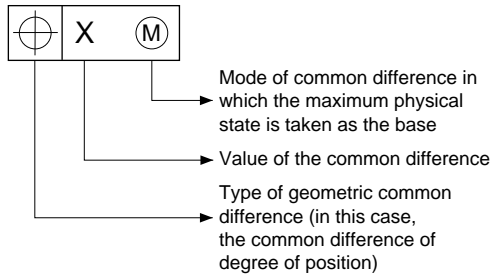 X Ⓜ
Mode of common difference in
which the maximum physical
state is taken as the base
Value of the common difference
Type of geometric common
difference (in this case,
the common difference of
degree of position)